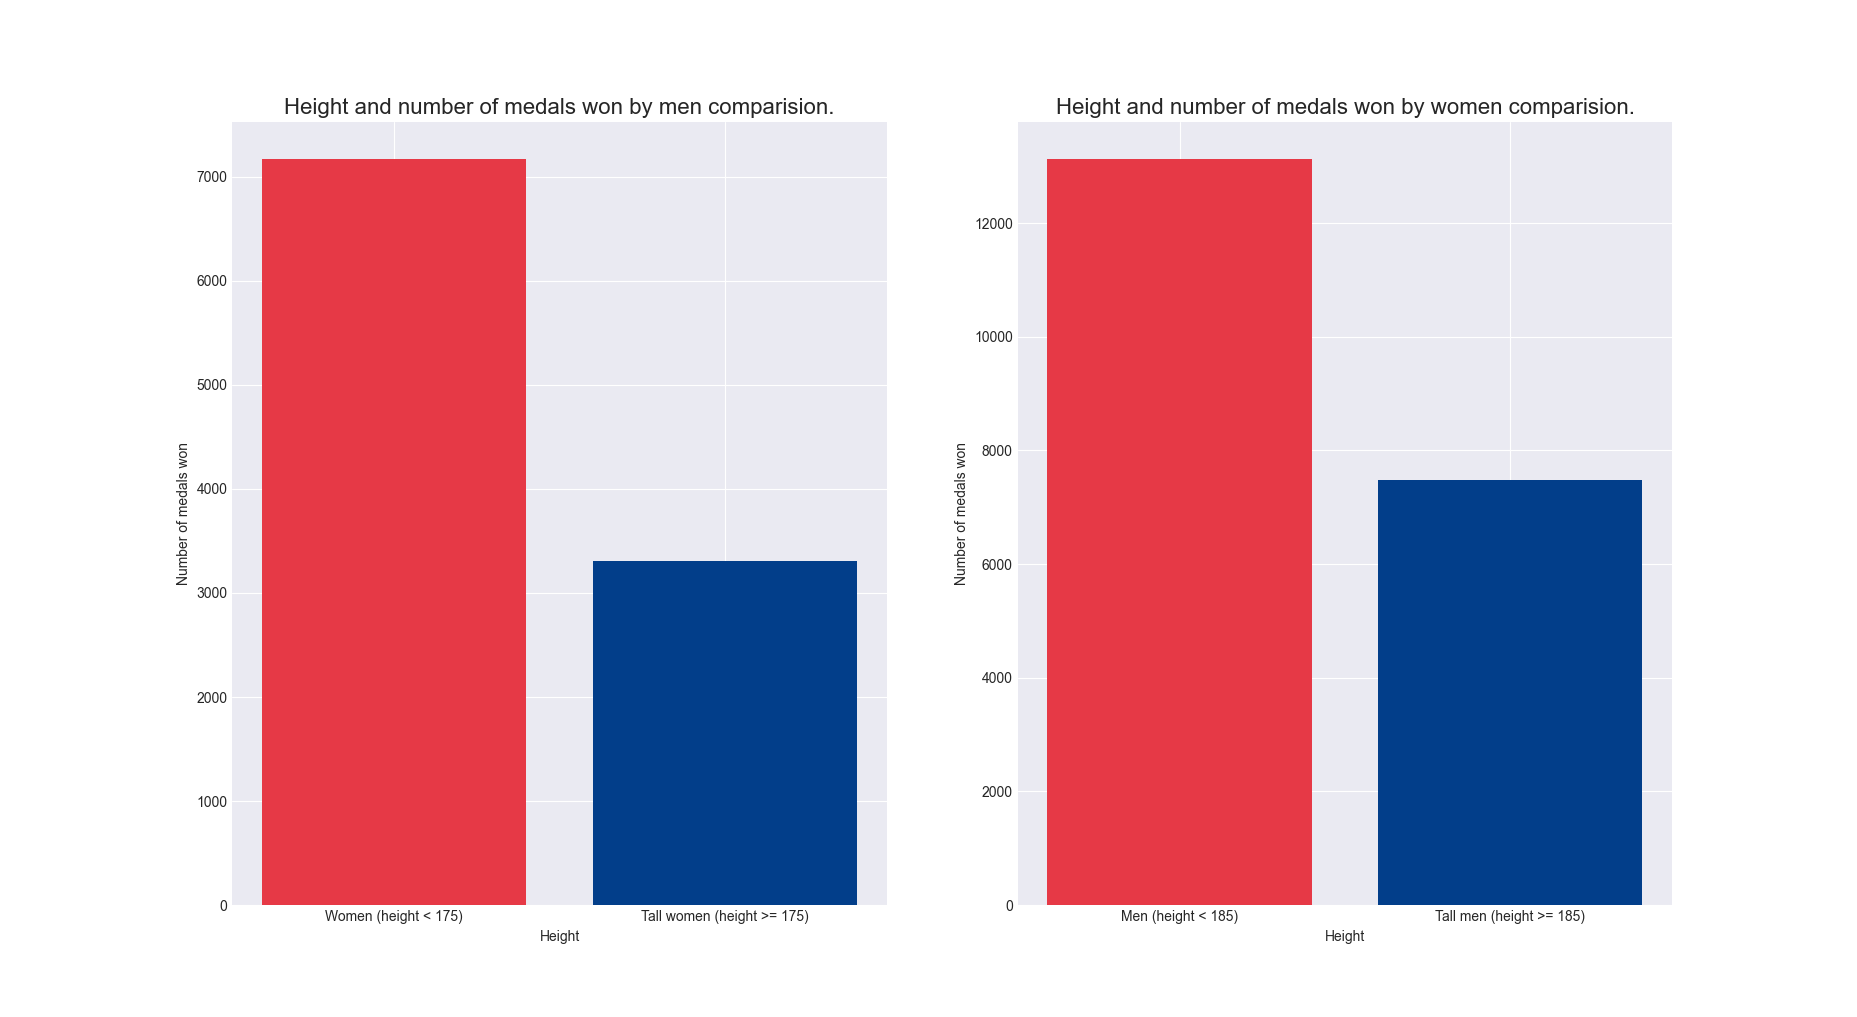 Height and number of medals won by men comparision.
7000
6000
5000
4000
3000
2000
1000
0
Number of medals won
Women (height < 175)
Tall women (height >= 175)
Height
Height and number of medals won by women comparision.
12000
10000
8000
6000
4000
2000
0
Number of medals won
Men (height < 185)
Tall men (height >= 185)
Height